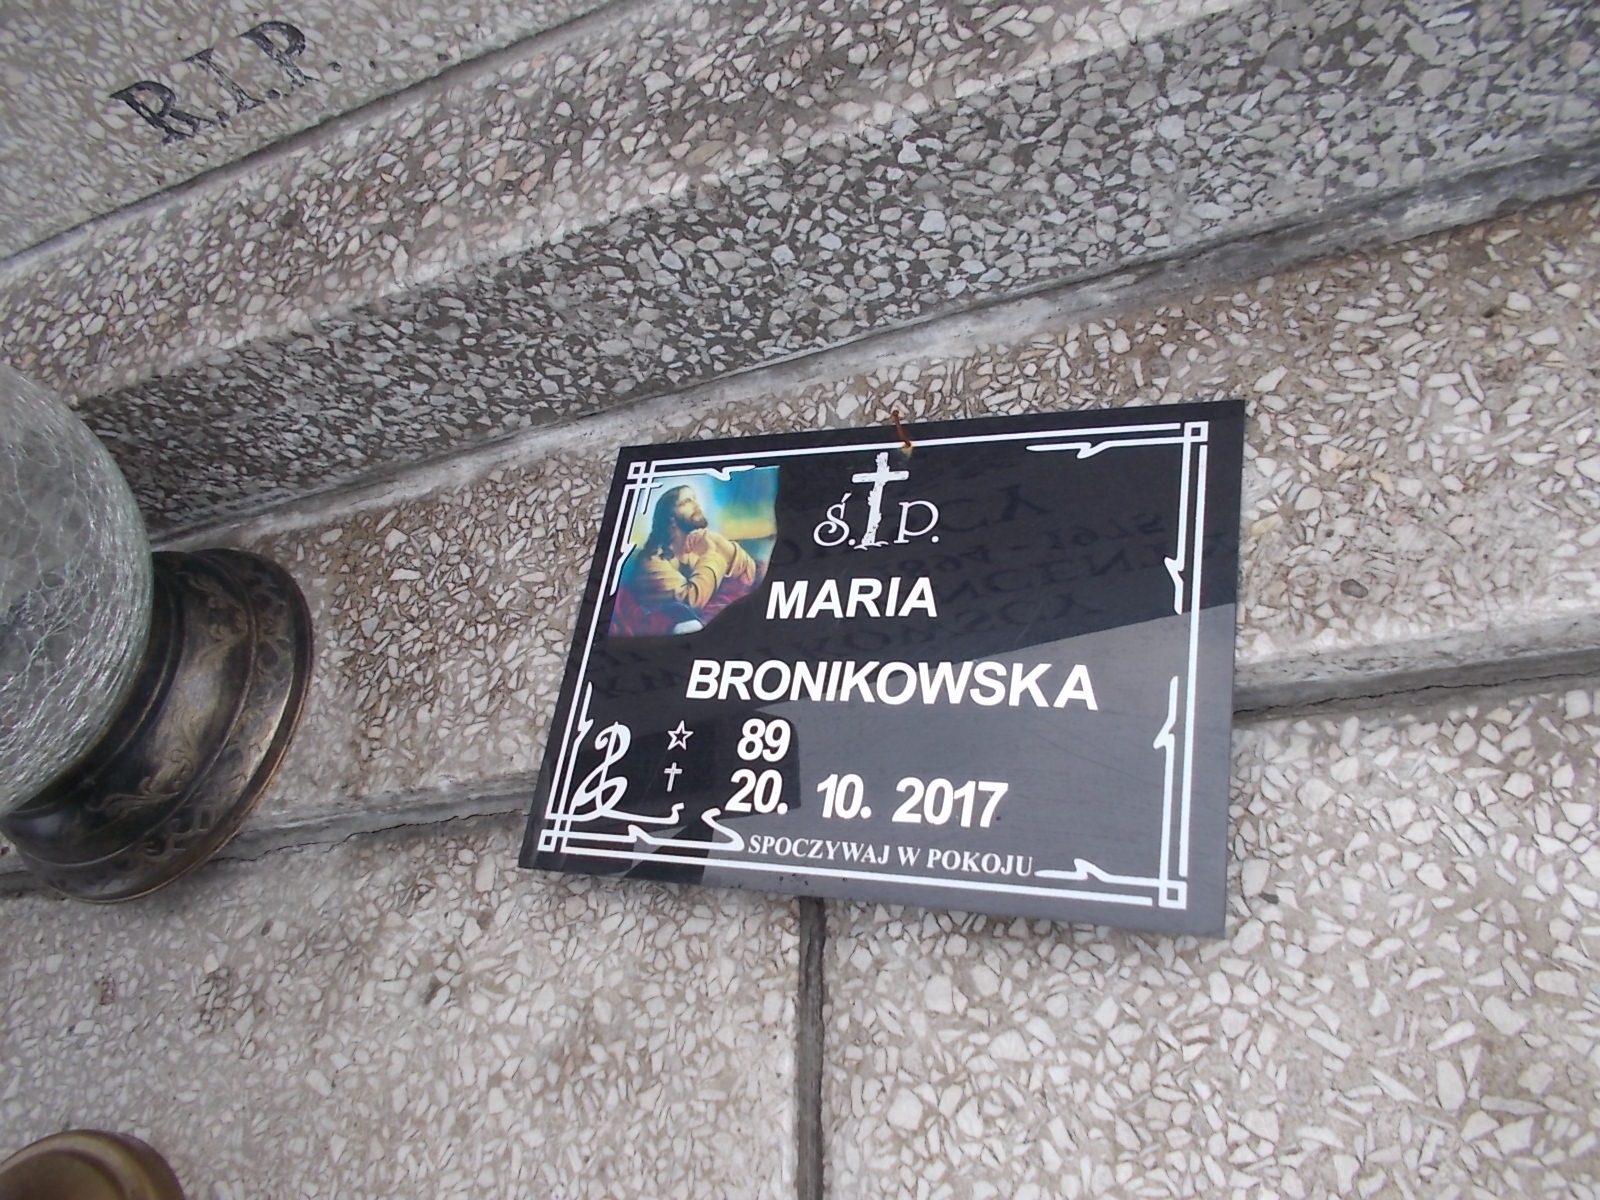 R.I.P.
Ś. P.
MARIA
BRONIKOWSKA
89
20. 10. 2017
SPOCZYWAJ W POKOJU